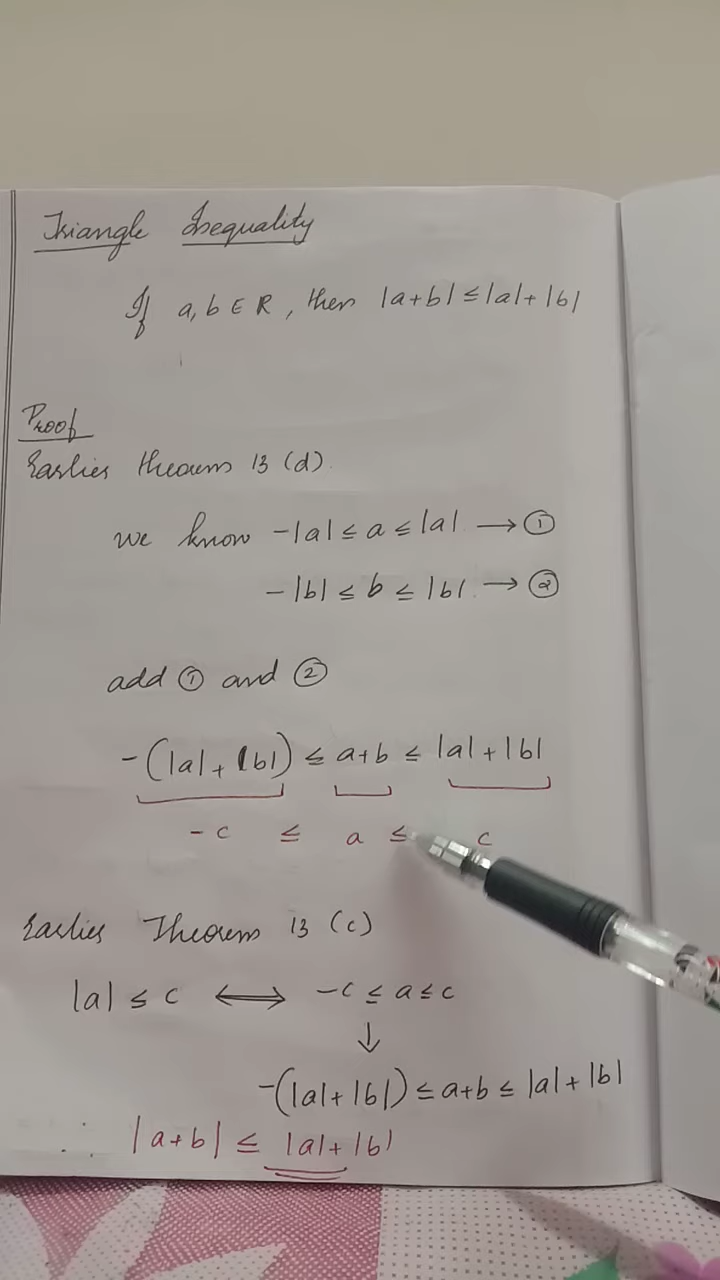 Triangle Inequality
If a, b ∈ R, then |a+b| ≤ |a| + |b|
Proof
Earlier theorem 13 (d).
we know -|a| ≤ a ≤ |a| → ①
-|b| ≤ b ≤ |b| → ②
add ① and ②
-(|a| + |b|) ≤ a+b ≤ |a| + |b|
-c ≤ a ≤ c
Earlier Theorem 13 (c)
|a| ≤ c ⟺ -c ≤ a ≤ c
↓
-(|a| + |b|) ≤ a+b ≤ |a| + |b|
∴ |a+b| ≤ |a| + |b|